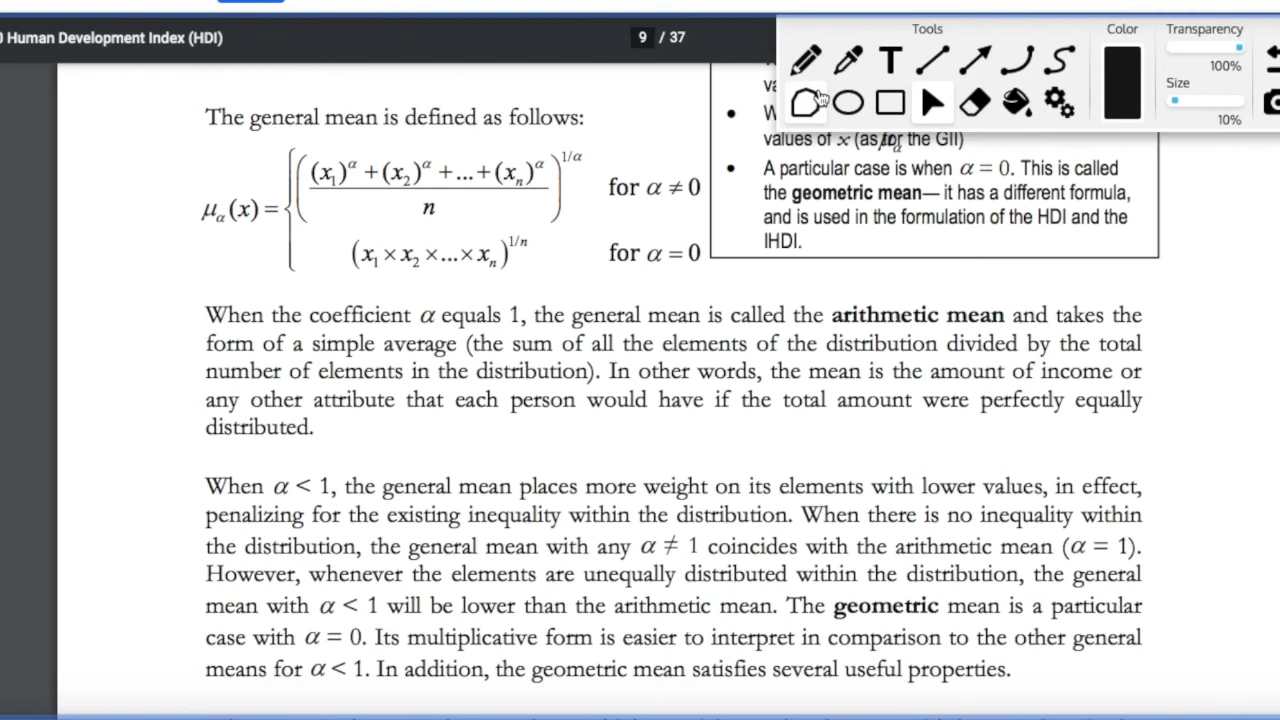 0 Human Development Index (HDI)
9 / 37
Tools
Color
Transparency
100%
Size
10%
T
The general mean is defined as follows:
μα(x) = { ( ((x₁)^α + (x₂)^α + ... + (xₙ)^α) / n )^1/α for α ≠ 0
(x₁ × x₂ × ... × xₙ)^1/n for α = 0
values of x (as for the GII)
• A particular case is when α = 0. This is called
the geometric mean— it has a different formula,
and is used in the formulation of the HDI and the
IHDI.
When the coefficient α equals 1, the general mean is called the arithmetic mean and takes the
form of a simple average (the sum of all the elements of the distribution divided by the total
number of elements in the distribution). In other words, the mean is the amount of income or
any other attribute that each person would have if the total amount were perfectly equally
distributed.
When α < 1, the general mean places more weight on its elements with lower values, in effect,
penalizing for the existing inequality within the distribution. When there is no inequality within
the distribution, the general mean with any α ≠ 1 coincides with the arithmetic mean (α = 1).
However, whenever the elements are unequally distributed within the distribution, the general
mean with α < 1 will be lower than the arithmetic mean. The geometric mean is a particular
case with α = 0. Its multiplicative form is easier to interpret in comparison to the other general
means for α < 1. In addition, the geometric mean satisfies several useful properties.